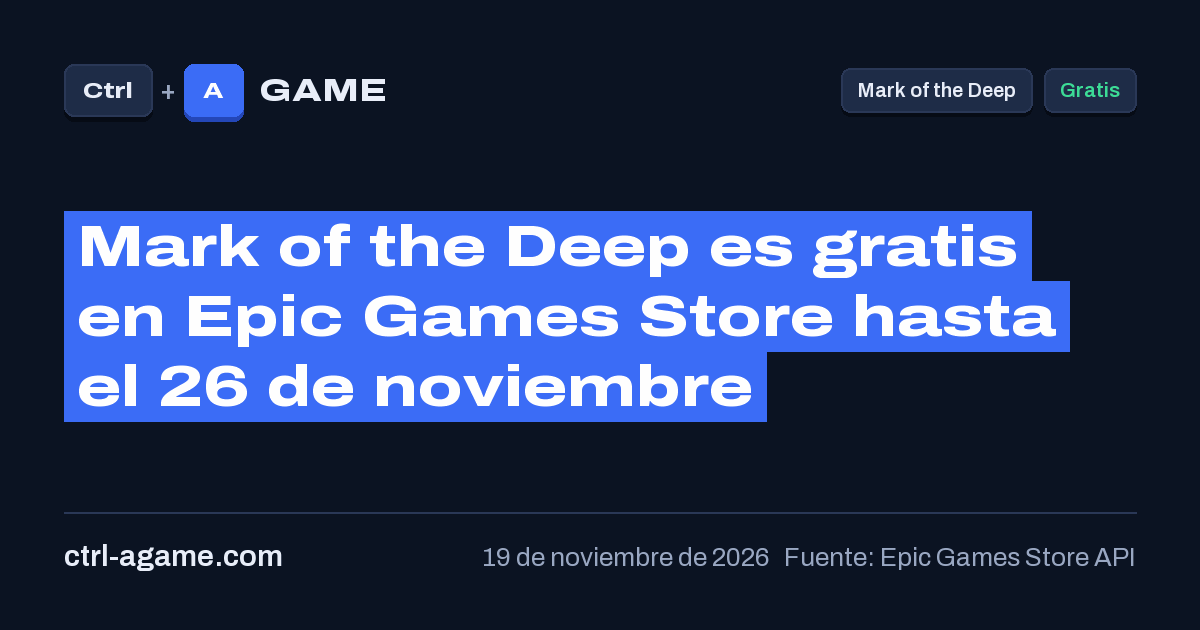 Ctrl + A GAME
Mark of the Deep Gratis
Mark of the Deep es gratis
en Epic Games Store hasta
el 26 de noviembre
ctrl-agame.com
19 de noviembre de 2026 Fuente: Epic Games Store API